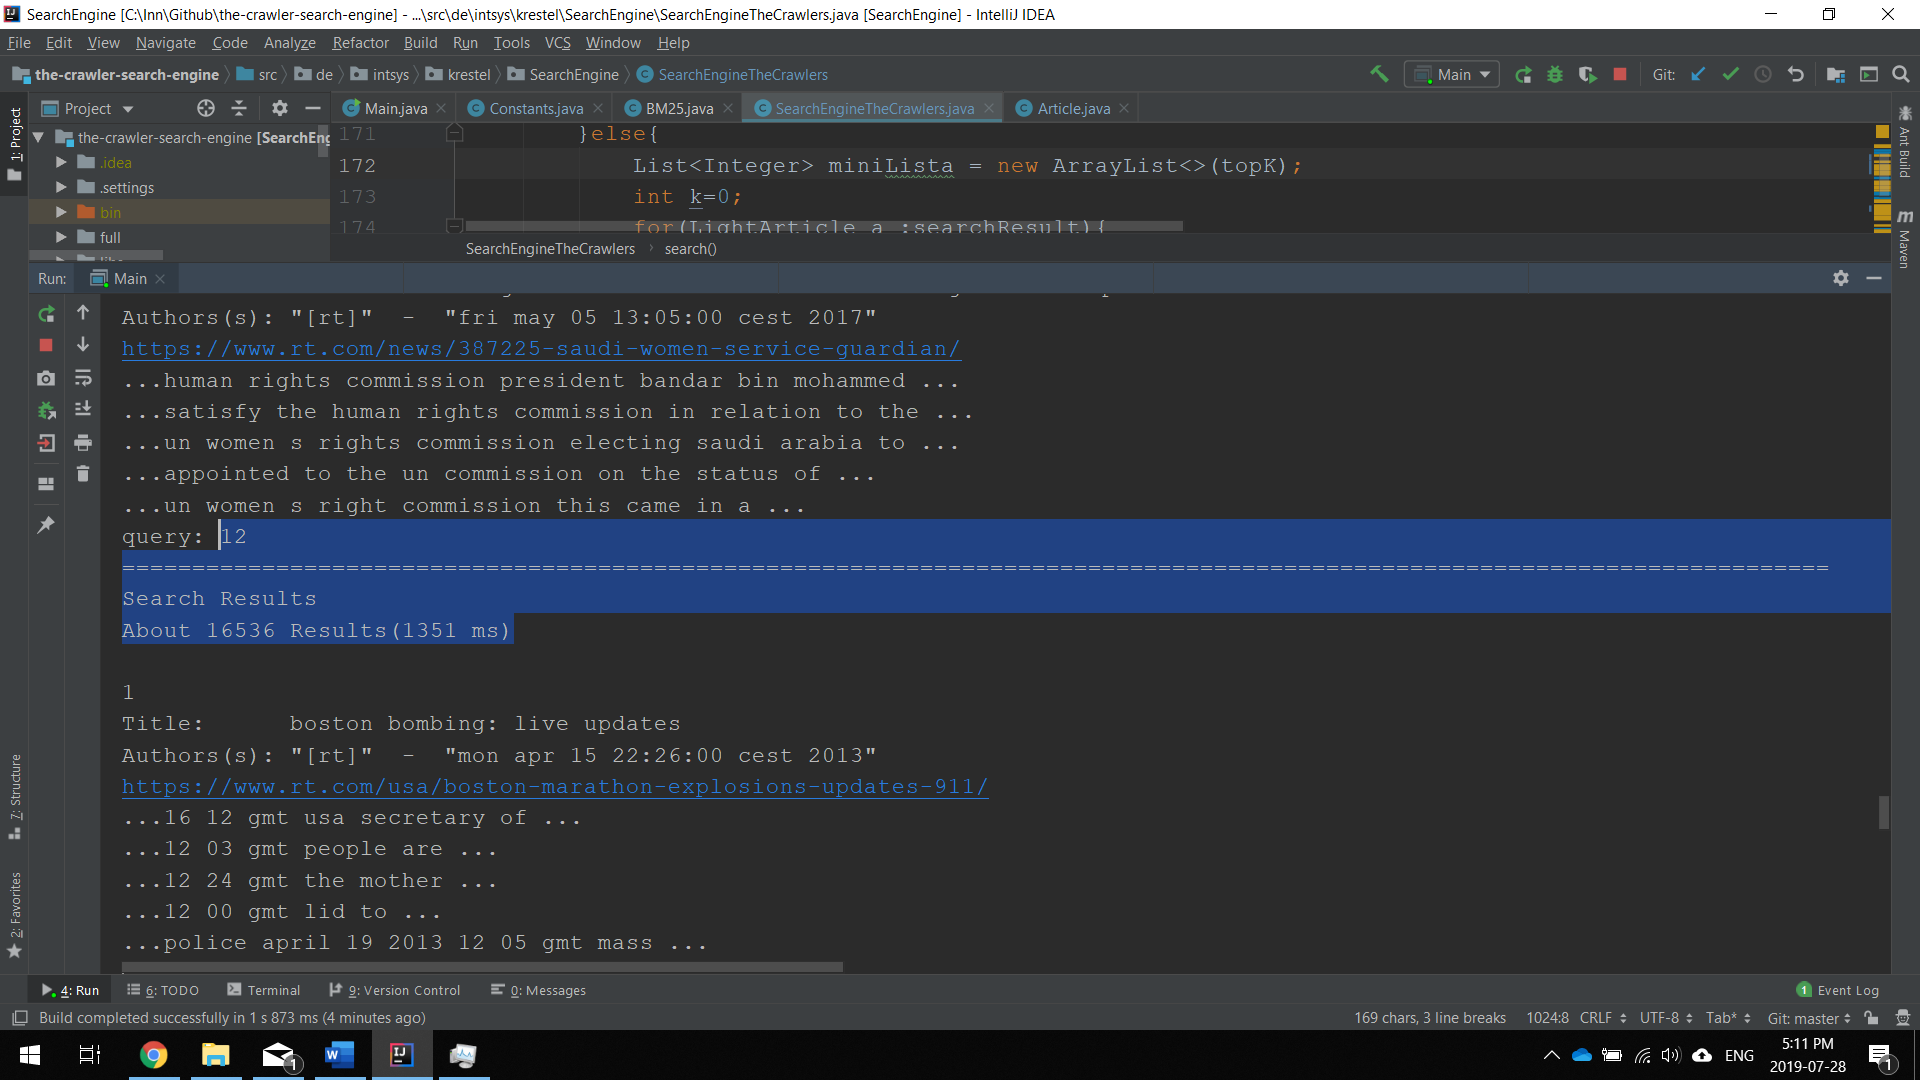 SearchEngine [C:\Inn\Github\the-crawler-search-engine] - ...\src\de\intsys\krestel\SearchEngine\SearchEngineTheCrawlers.java [SearchEngine] - IntelliJ IDEA
File Edit View Navigate Code Analyze Refactor Build Run Tools VCS Window Help
the-crawler-search-engine src de intsys krestel SearchEngine SearchEngineTheCrawlers Main Git:
1: Project
Project Main.java Constants.java BM25.java SearchEngineTheCrawlers.java Article.java
the-crawler-search-engine [SearchEng
.idea
.settings
bin
full
171 }else{
172 List<Integer> miniLista = new ArrayList<>(topK);
173 int k=0;
174 for(LightArticle a :searchResult){
SearchEngineTheCrawlers › search()
Ant Build
Maven
Run: Main
Authors(s): "[rt]" - "fri may 05 13:05:00 cest 2017"
https://www.rt.com/news/387225-saudi-women-service-guardian/
...human rights commission president bandar bin mohammed ...
...satisfy the human rights commission in relation to the ...
...un women s rights commission electing saudi arabia to ...
...appointed to the un commission on the status of ...
...un women s right commission this came in a ...
query: 12
==========================================================================================================================
Search Results
About 16536 Results(1351 ms)
1
Title: boston bombing: live updates
Authors(s): "[rt]" - "mon apr 15 22:26:00 cest 2013"
https://www.rt.com/usa/boston-marathon-explosions-updates-911/
...16 12 gmt usa secretary of ...
...12 03 gmt people are ...
...12 24 gmt the mother ...
...12 00 gmt lid to ...
...police april 19 2013 12 05 gmt mass ...
7: Structure
2: Favorites
4: Run 6: TODO Terminal 9: Version Control 0: Messages 1 Event Log
Build completed successfully in 1 s 873 ms (4 minutes ago) 169 chars, 3 line breaks 1024:8 CRLF UTF-8 Tab* Git: master
1 ENG 5:11 PM
2019-07-28 1